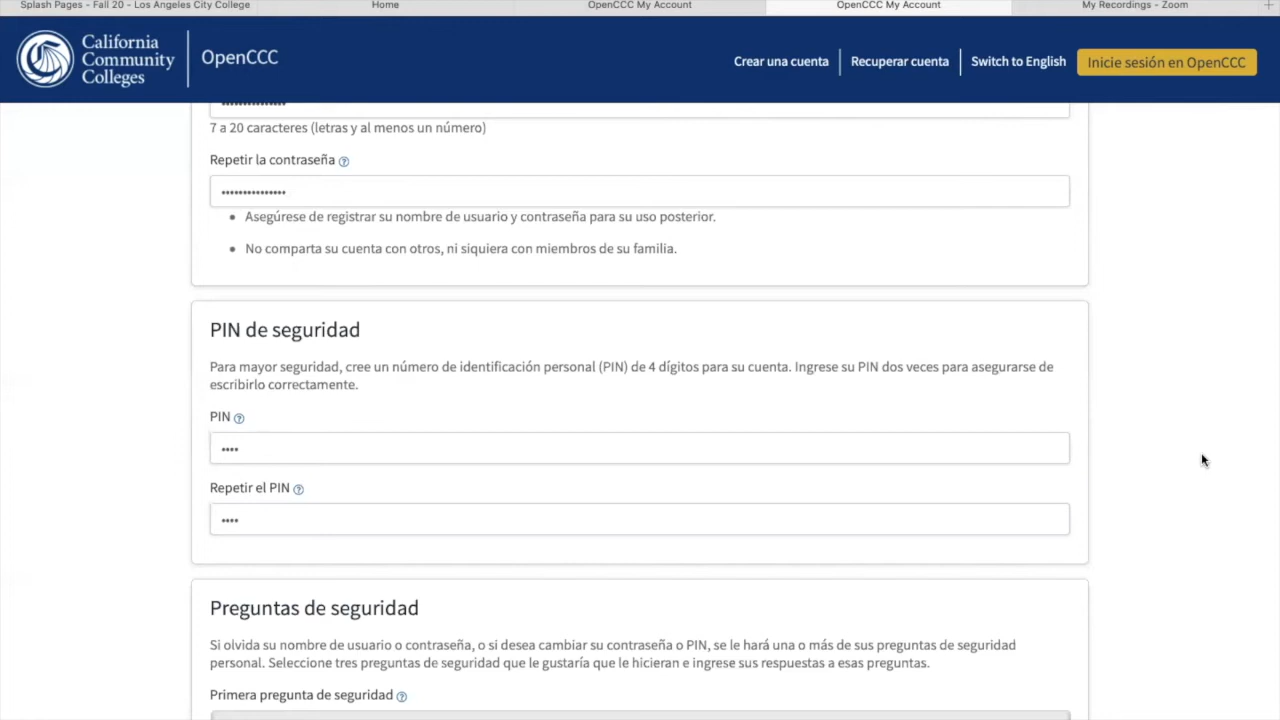 Splash Pages - Fall 20 - Los Angeles City College
Home
OpenCCC My Account
OpenCCC My Account
My Recordings - Zoom
California
Community
Colleges
OpenCCC
Crear una cuenta
Recuperar cuenta
Switch to English
Inicie sesión en OpenCCC
7 a 20 caracteres (letras y al menos un número)
Repetir la contraseña
•••••••••••••••
• Asegúrese de registrar su nombre de usuario y contraseña para su uso posterior.
• No comparta su cuenta con otros, ni siquiera con miembros de su familia.
PIN de seguridad
Para mayor seguridad, cree un número de identificación personal (PIN) de 4 dígitos para su cuenta. Ingrese su PIN dos veces para asegurarse de
escribirlo correctamente.
PIN
••••
Repetir el PIN
••••
Preguntas de seguridad
Si olvida su nombre de usuario o contraseña, o si desea cambiar su contraseña o PIN, se le hará una o más de sus preguntas de seguridad
personal. Seleccione tres preguntas de seguridad que le gustaría que le hicieran e ingrese sus respuestas a esas preguntas.
Primera pregunta de seguridad